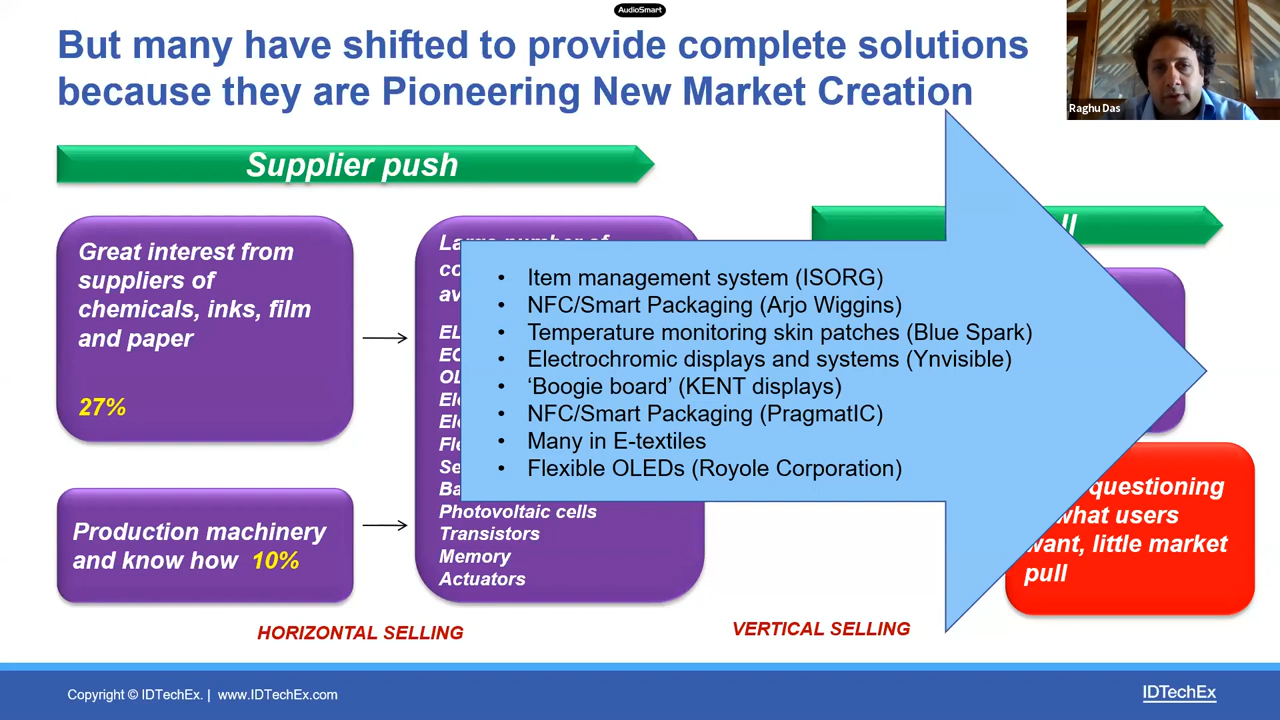 AudioSmart
But many have shifted to provide complete solutions
because they are Pioneering New Market Creation
Raghu Das
Supplier push
Great interest from
suppliers of
chemicals, inks, film
and paper
27%
Production machinery
and know how 10%
Photovoltaic cells
Transistors
Memory
Actuators
• Item management system (ISORG)
• NFC/Smart Packaging (Arjo Wiggins)
• Temperature monitoring skin patches (Blue Spark)
• Electrochromic displays and systems (Ynvisible)
• ‘Boogie board’ (KENT displays)
• NFC/Smart Packaging (PragmatIC)
• Many in E-textiles
• Flexible OLEDs (Royole Corporation)
questioning
what users
want, little market
pull
HORIZONTAL SELLING
VERTICAL SELLING
Copyright © IDTechEx. | www.IDTechEx.com
IDTechEx